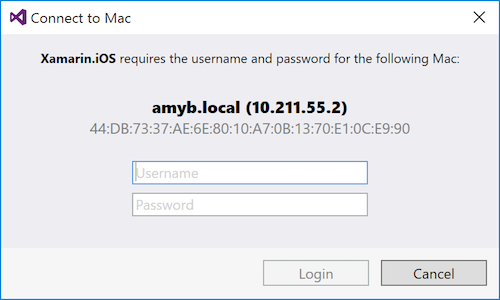 Connect to Mac
Xamarin.iOS requires the username and password for the following Mac:
amyb.local (10.211.55.2)
44:DB:73:37:AE:6E:80:10:A7:0B:13:70:E1:0C:E9:90
Username
Password
Login Cancel